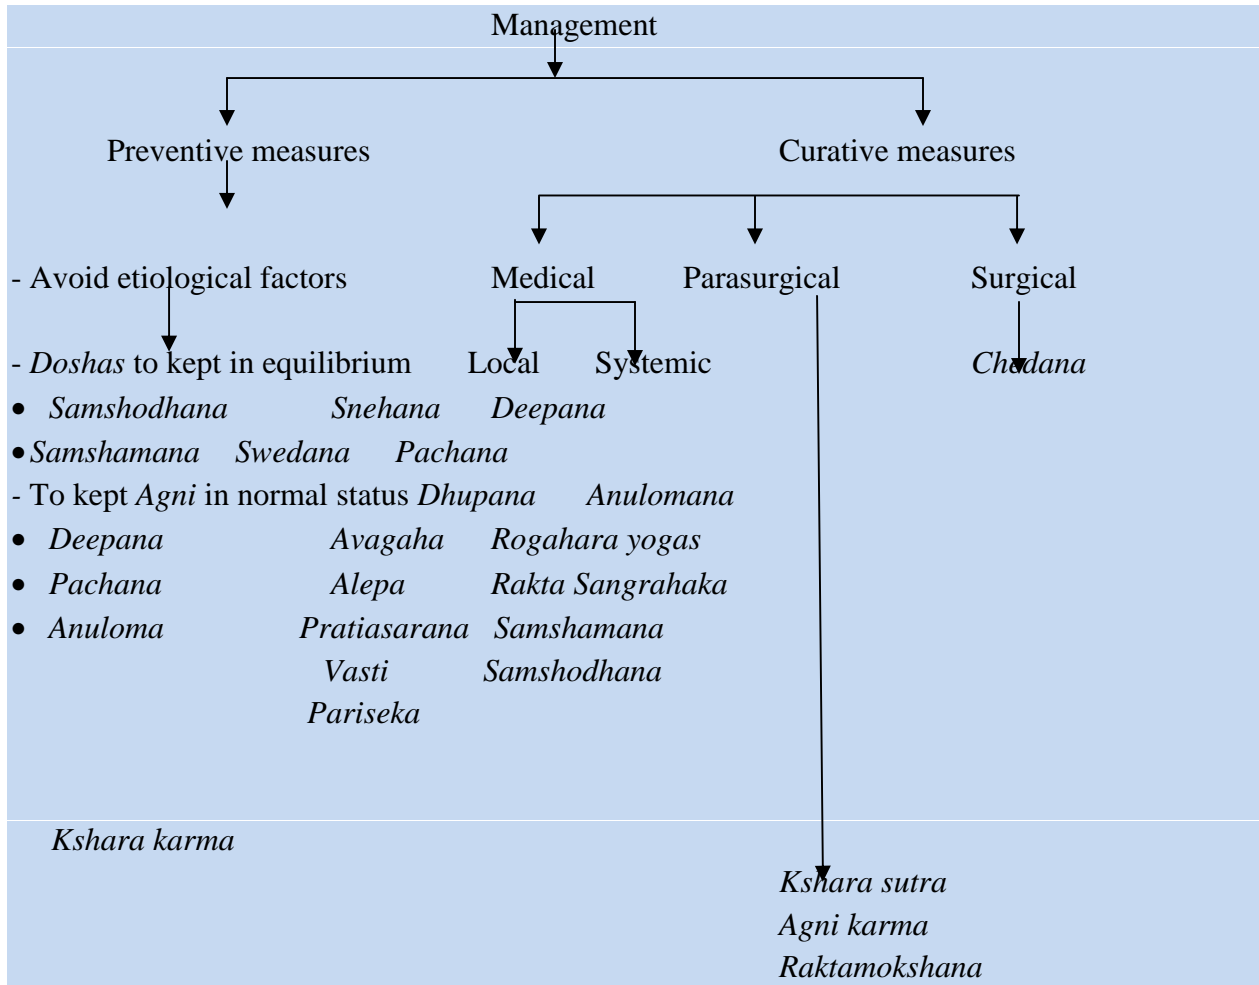 Management
Preventive measures Curative measures
- Avoid etiological factors Medical Parasurgical Surgical
- Doshas to kept in equilibrium Local Systemic Chedana
• Samshodhana Snehana Deepana
• Samshamana Swedana Pachana
- To kept Agni in normal status Dhupana Anulomana
• Deepana Avagaha Rogahara yogas
• Pachana Alepa Rakta Sangrahaka
• Anuloma Pratiasarana Samshamana
Vasti Samshodhana
Pariseka
Kshara karma
Kshara sutra
Agni karma
Raktamokshana